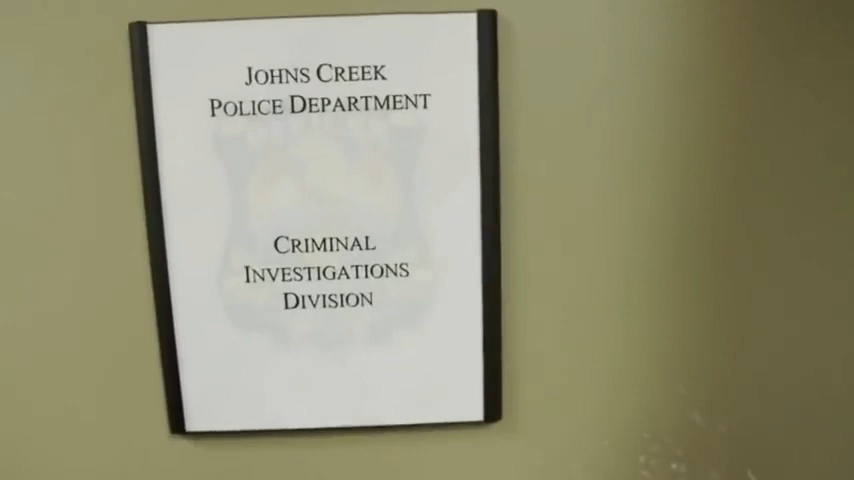 JOHNS CREEK
POLICE DEPARTMENT
CRIMINAL
INVESTIGATIONS
DIVISION